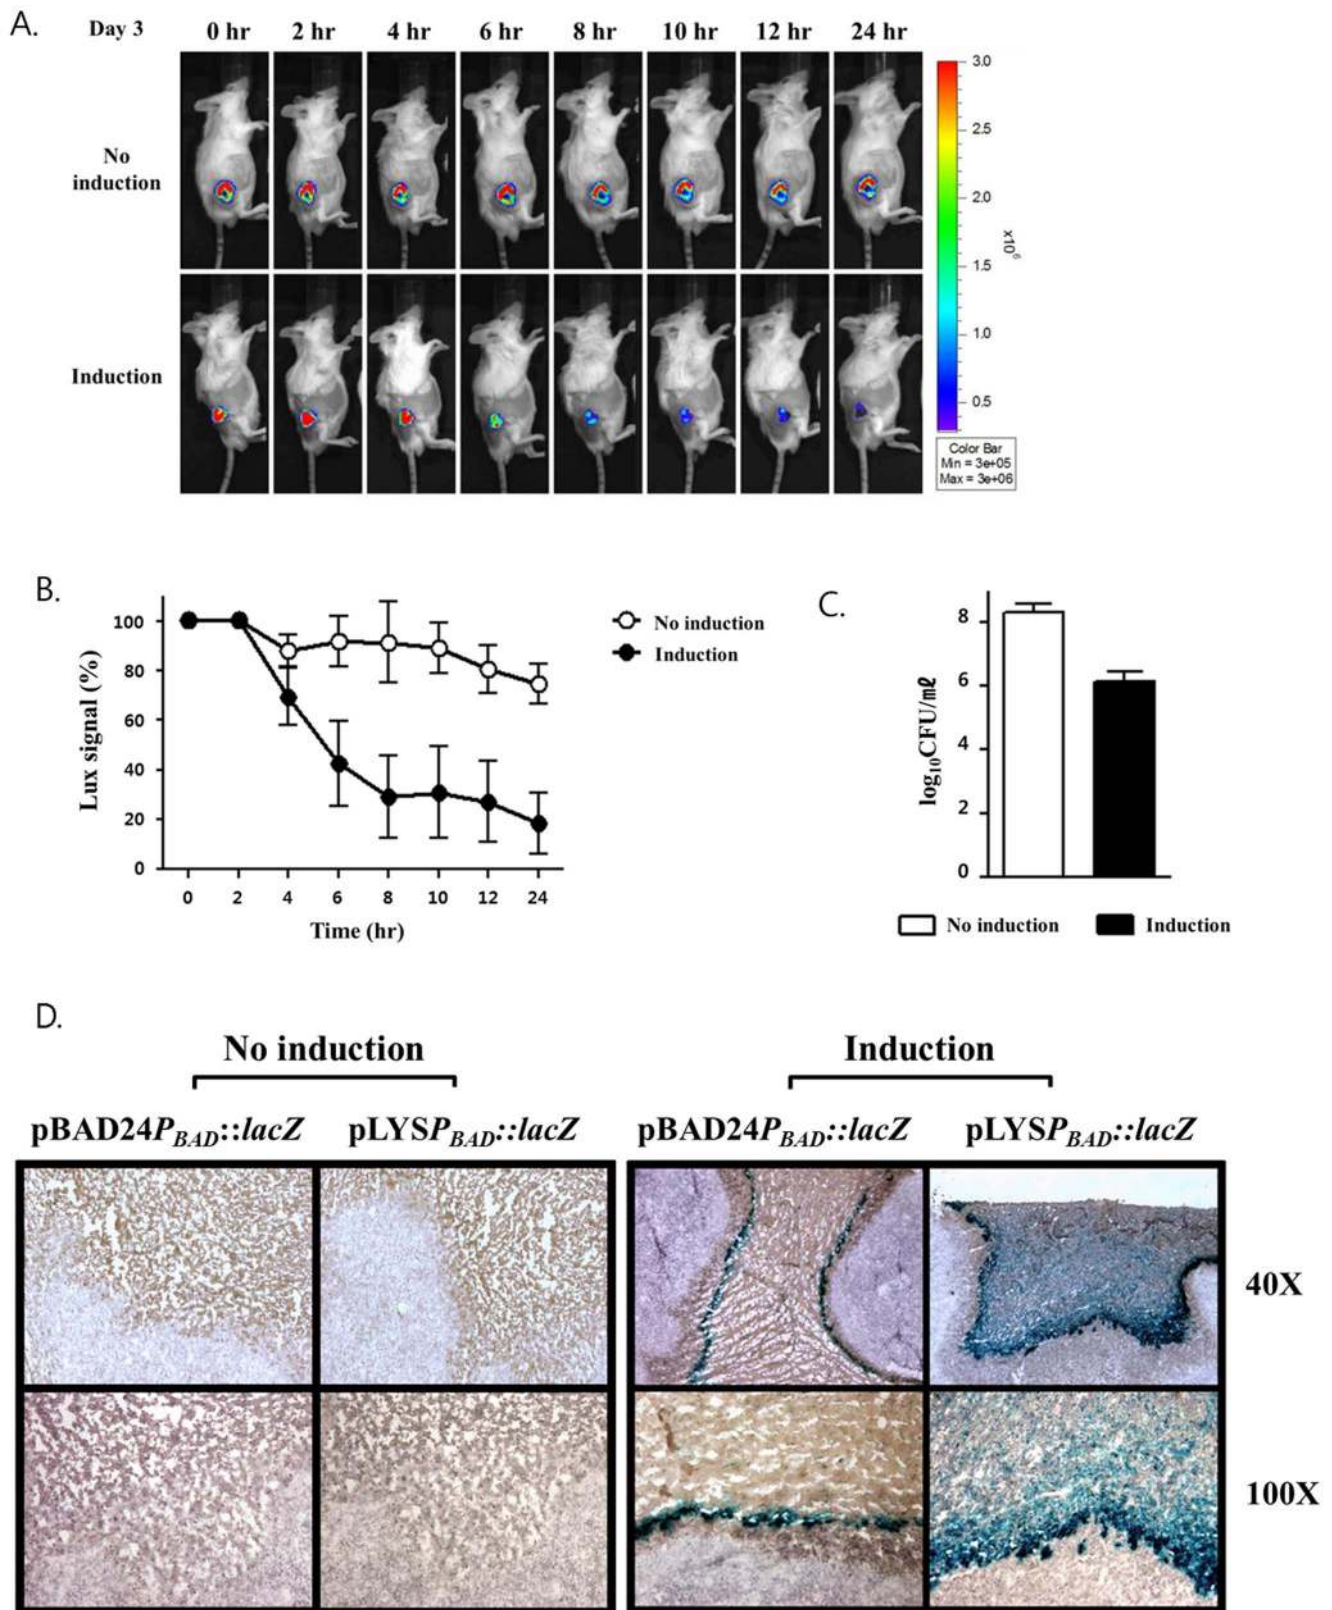 A.
Day 3 0 hr 2 hr 4 hr 6 hr 8 hr 10 hr 12 hr 24 hr
No
induction
Induction
3.0
2.5
2.0
1.5
1.0
0.5
x10⁶
Color Bar
Min = 3e+05
Max = 3e+06
B.
Lux signal (%)
100
80
60
40
20
0
0 2 4 6 8 10 12 24
Time (hr)
No induction
Induction
C.
log₁₀CFU/㎖
8
6
4
2
0
No induction Induction
D.
No induction Induction
pBAD24P_BAD::lacZ pLYSP_BAD::lacZ pBAD24P_BAD::lacZ pLYSP_BAD::lacZ
40X
100X